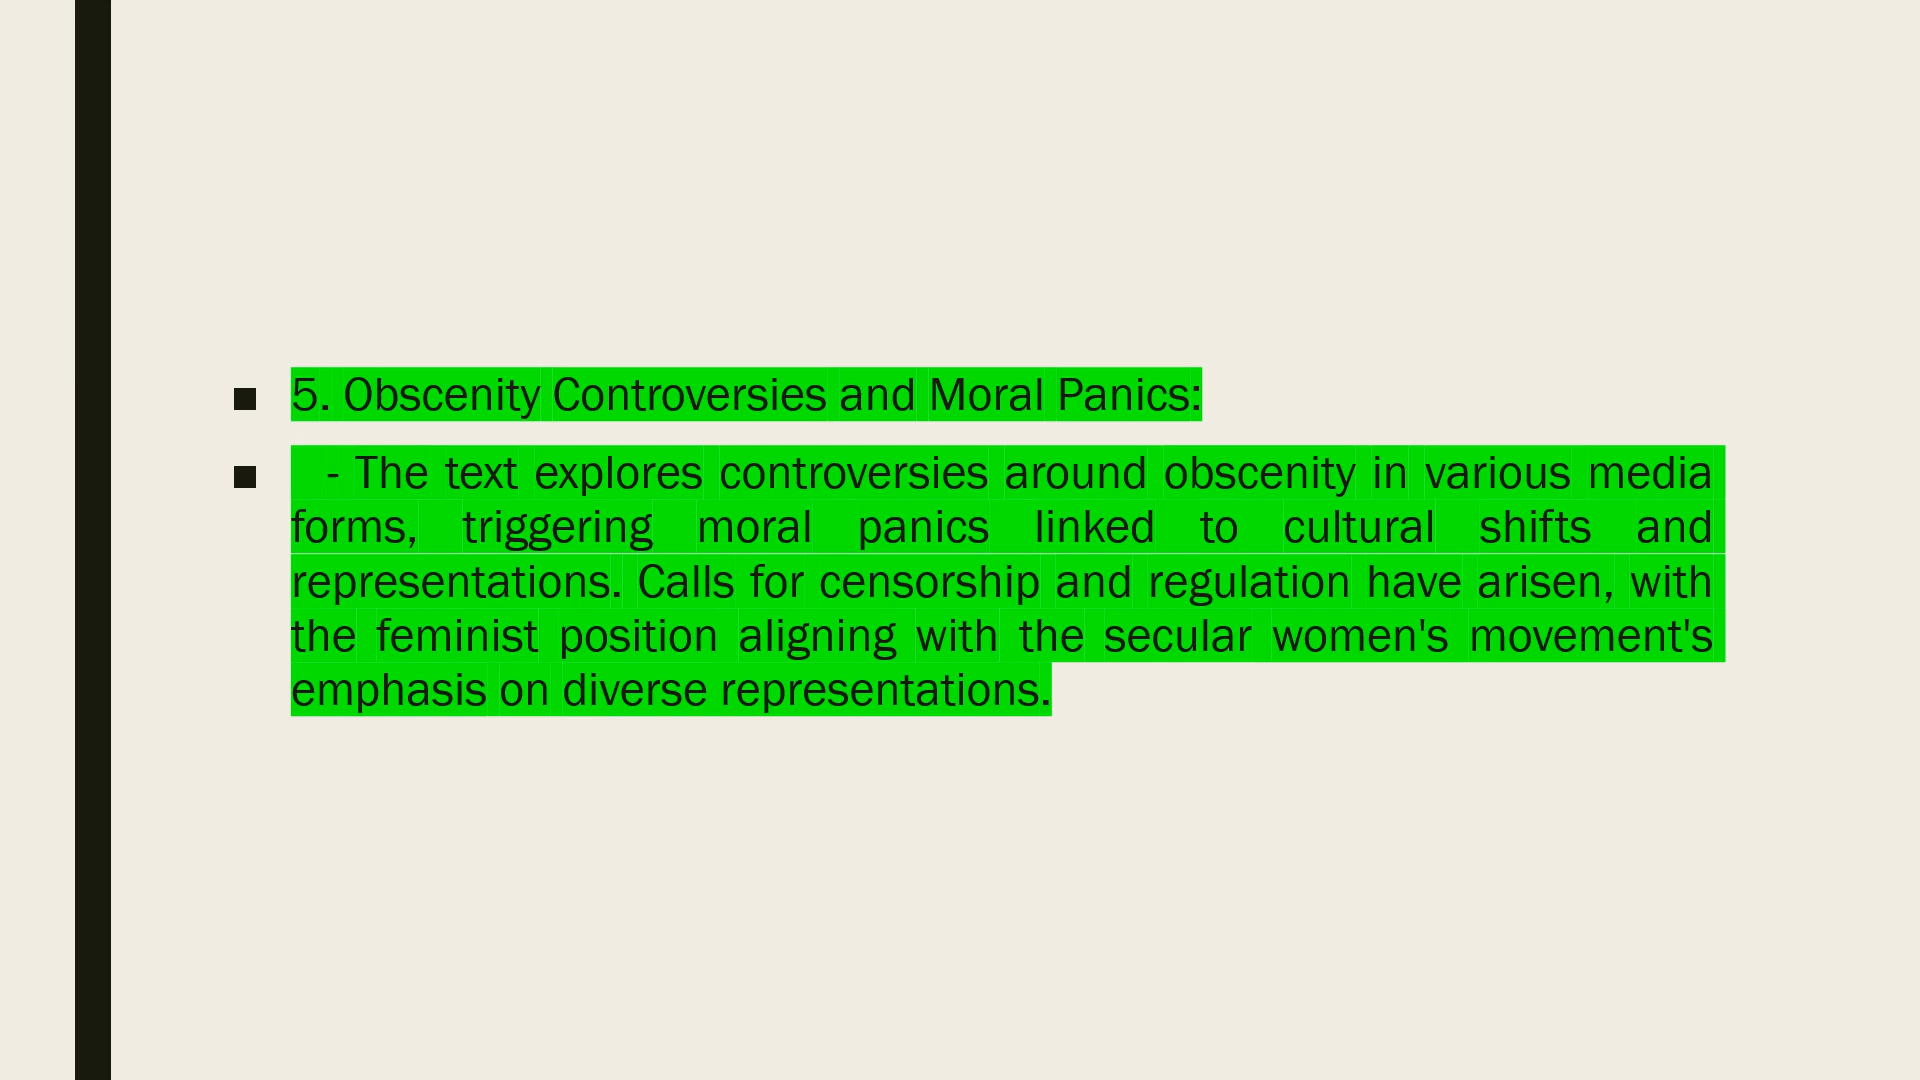 5. Obscenity Controversies and Moral Panics:
- The text explores controversies around obscenity in various media
forms, triggering moral panics linked to cultural shifts and
representations. Calls for censorship and regulation have arisen, with
the feminist position aligning with the secular women's movement's
emphasis on diverse representations.